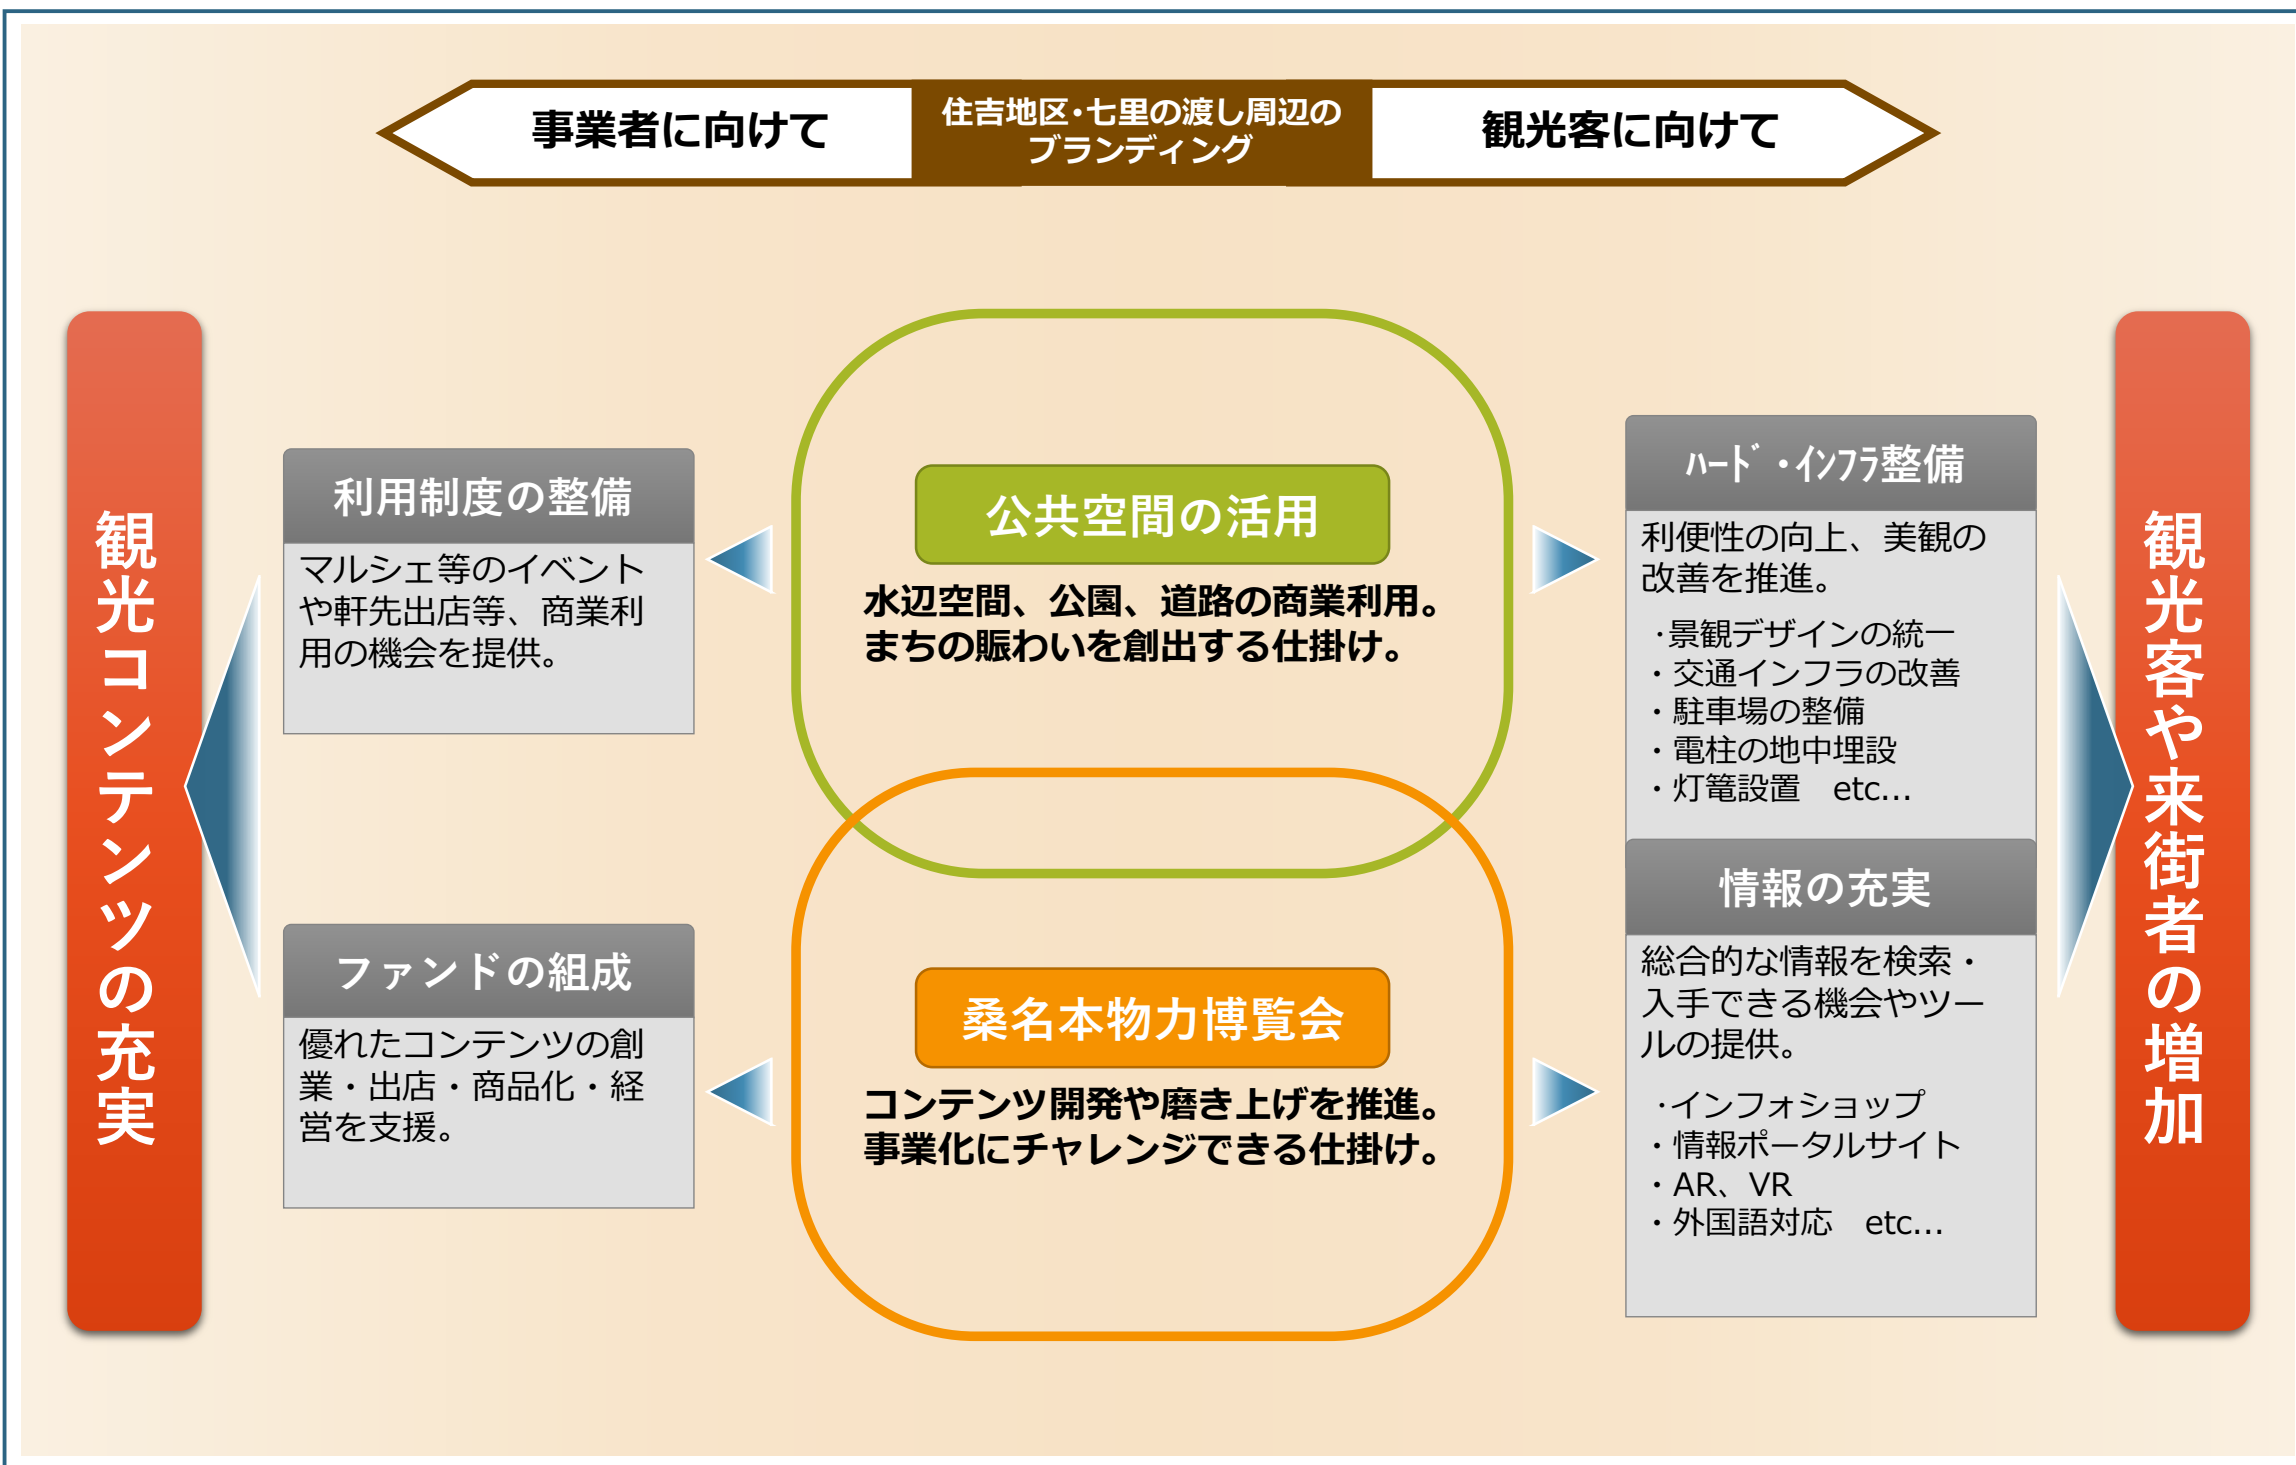 事業者に向けて
住吉地区・七里の渡し周辺の
ブランディング
観光客に向けて
観光コンテンツの充実
利用制度の整備
マルシェ等のイベント
や軒先出店等、商業利
用の機会を提供。
ファンドの組成
優れたコンテンツの創
業・出店・商品化・経
営を支援。
公共空間の活用
水辺空間、公園、道路の商業利用。
まちの賑わいを創出する仕掛け。
桑名本物力博覧会
コンテンツ開発や磨き上げを推進。
事業化にチャレンジできる仕掛け。
ﾊｰﾄﾞ・ｲﾝﾌﾗ整備
利便性の向上、美観の
改善を推進。
・景観デザインの統一
・交通インフラの改善
・駐車場の整備
・電柱の地中埋設
・灯篭設置　etc…
情報の充実
総合的な情報を検索・
入手できる機会やツー
ルの提供。
・インフォショップ
・情報ポータルサイト
・AR、VR
・外国語対応　etc…
観光客や来街者の増加